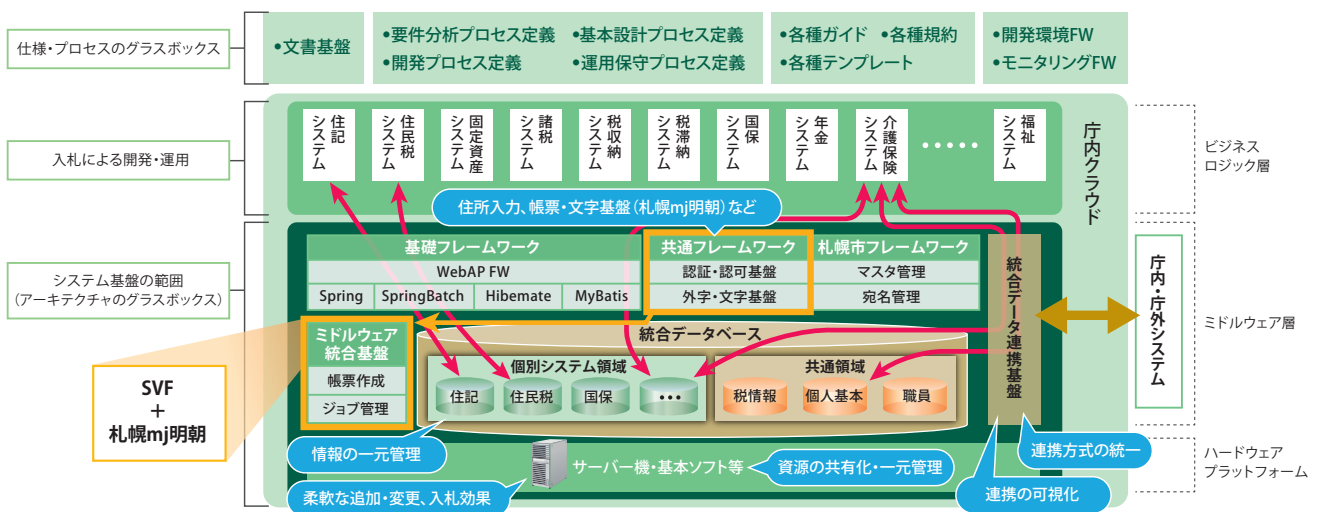 仕様・プロセスのグラスボックス
•文書基盤
•要件分析プロセス定義 •基本設計プロセス定義
•開発プロセス定義 •運用保守プロセス定義
•各種ガイド •各種規約
•各種テンプレート
•開発環境FW
•モニタリングFW
入札による開発・運用
住記システム
住民税システム
固定資産システム
諸税システム
税収納システム
税滞納システム
国保システム
年金システム
介護保険システム
・・・・・
福祉システム
庁内クラウド
ビジネス
ロジック層
住所入力、帳票・文字基盤(札幌mj明朝)など
システム基盤の範囲
(アーキテクチャのグラスボックス)
基礎フレームワーク
WebAP FW
Spring SpringBatch Hibernate MyBatis
共通フレームワーク
認証・認可基盤
外字・文字基盤
札幌市フレームワーク
マスタ管理
宛名管理
統合データ連携基盤
庁内・庁外システム
ミドルウェア層
ミドルウェア
統合基盤
帳票作成
ジョブ管理
統合データベース
個別システム領域
住記 住民税 国保 •••
共通領域
税情報 個人基本 職員
SVF
+
札幌mj明朝
情報の一元管理
サーバー機・基本ソフト等
資源の共有化・一元管理
柔軟な追加・変更、入札効果
連携方式の統一
連携の可視化
ハードウェア
プラットフォーム